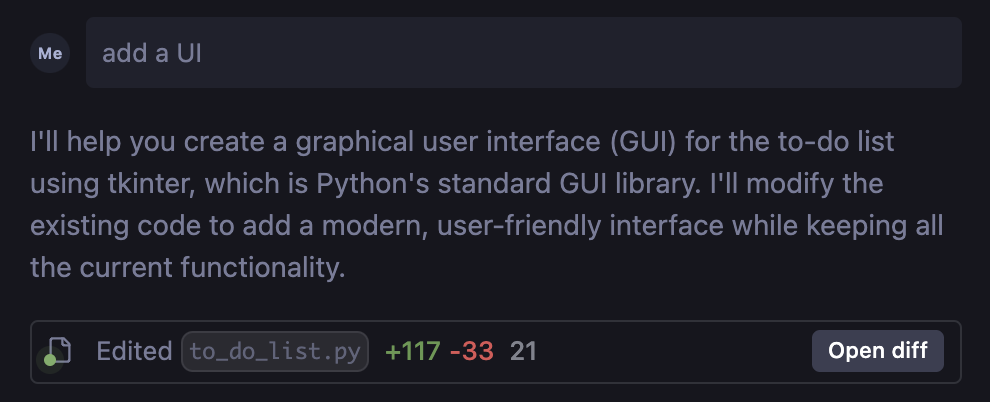 Me
add a UI
I'll help you create a graphical user interface (GUI) for the to-do list
using tkinter, which is Python's standard GUI library. I'll modify the
existing code to add a modern, user-friendly interface while keeping all
the current functionality.
Edited to_do_list.py +117 -33 21 Open diff